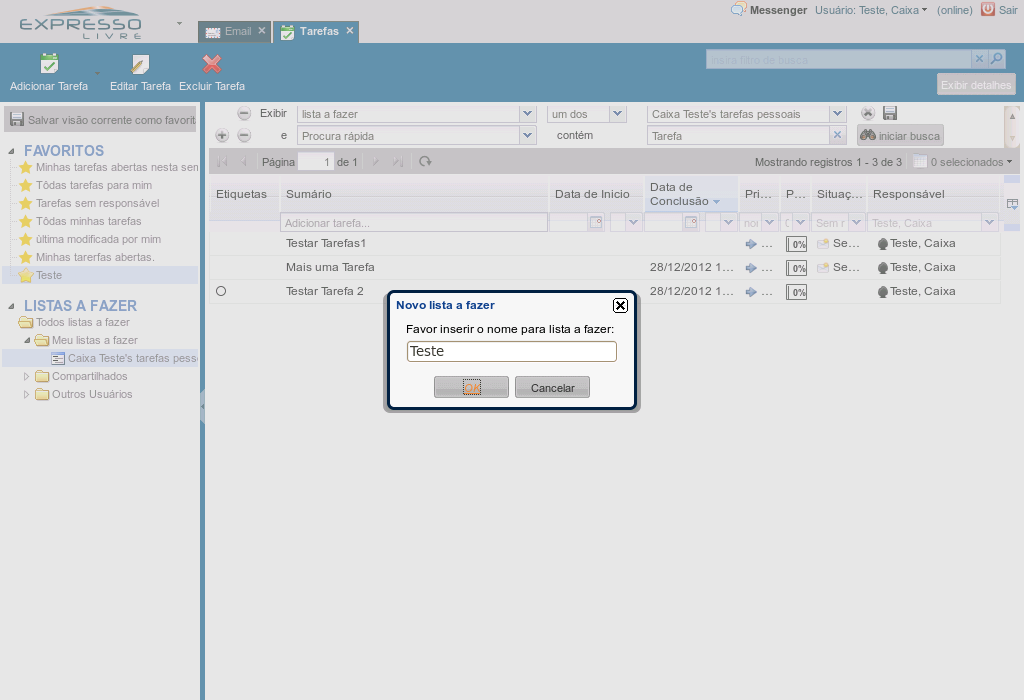 EXPRESSO
LIVRE
Email
Tarefas
Messenger
Usuário: Teste, Caixa
(online)
Sair
Adicionar Tarefa
Editar Tarefa
Excluir Tarefa
Insira filtro de busca
Exibir detalhes
Salvar visão corrente como favorit
FAVORITOS
Minhas tarefas abertas nesta sen
Tôdas tarefas para mim
Tarefas sem responsável
Tôdas minhas tarefas
última modificada por mim
Minhas tarerfas abertas.
Teste
LISTAS A FAZER
Todos listas a fazer
Meu listas a fazer
Caixa Teste's tarefas pess
Compartilhados
Outros Usuários
Exibir lista a fazer um dos Caixa Teste's tarefas pessoais
e Procura rápida contém Tarefa iniciar busca
Página 1 de 1 Mostrando registros 1 - 3 de 3 0 selecionados
Etiquetas Sumário Data de Inicio Data de Conclusão Pri... P... Situaç... Responsável
Adicionar tarefa... Sem r Teste, Caixa
Testar Tarefas1 ... 0% Se... Teste, Caixa
Mais uma Tarefa 28/12/2012 1... ... 0% Se... Teste, Caixa
Testar Tarefa 2 28/12/2012 1... ... 0% Teste, Caixa
Novo lista a fazer
Favor inserir o nome para lista a fazer:
Teste
OK
Cancelar